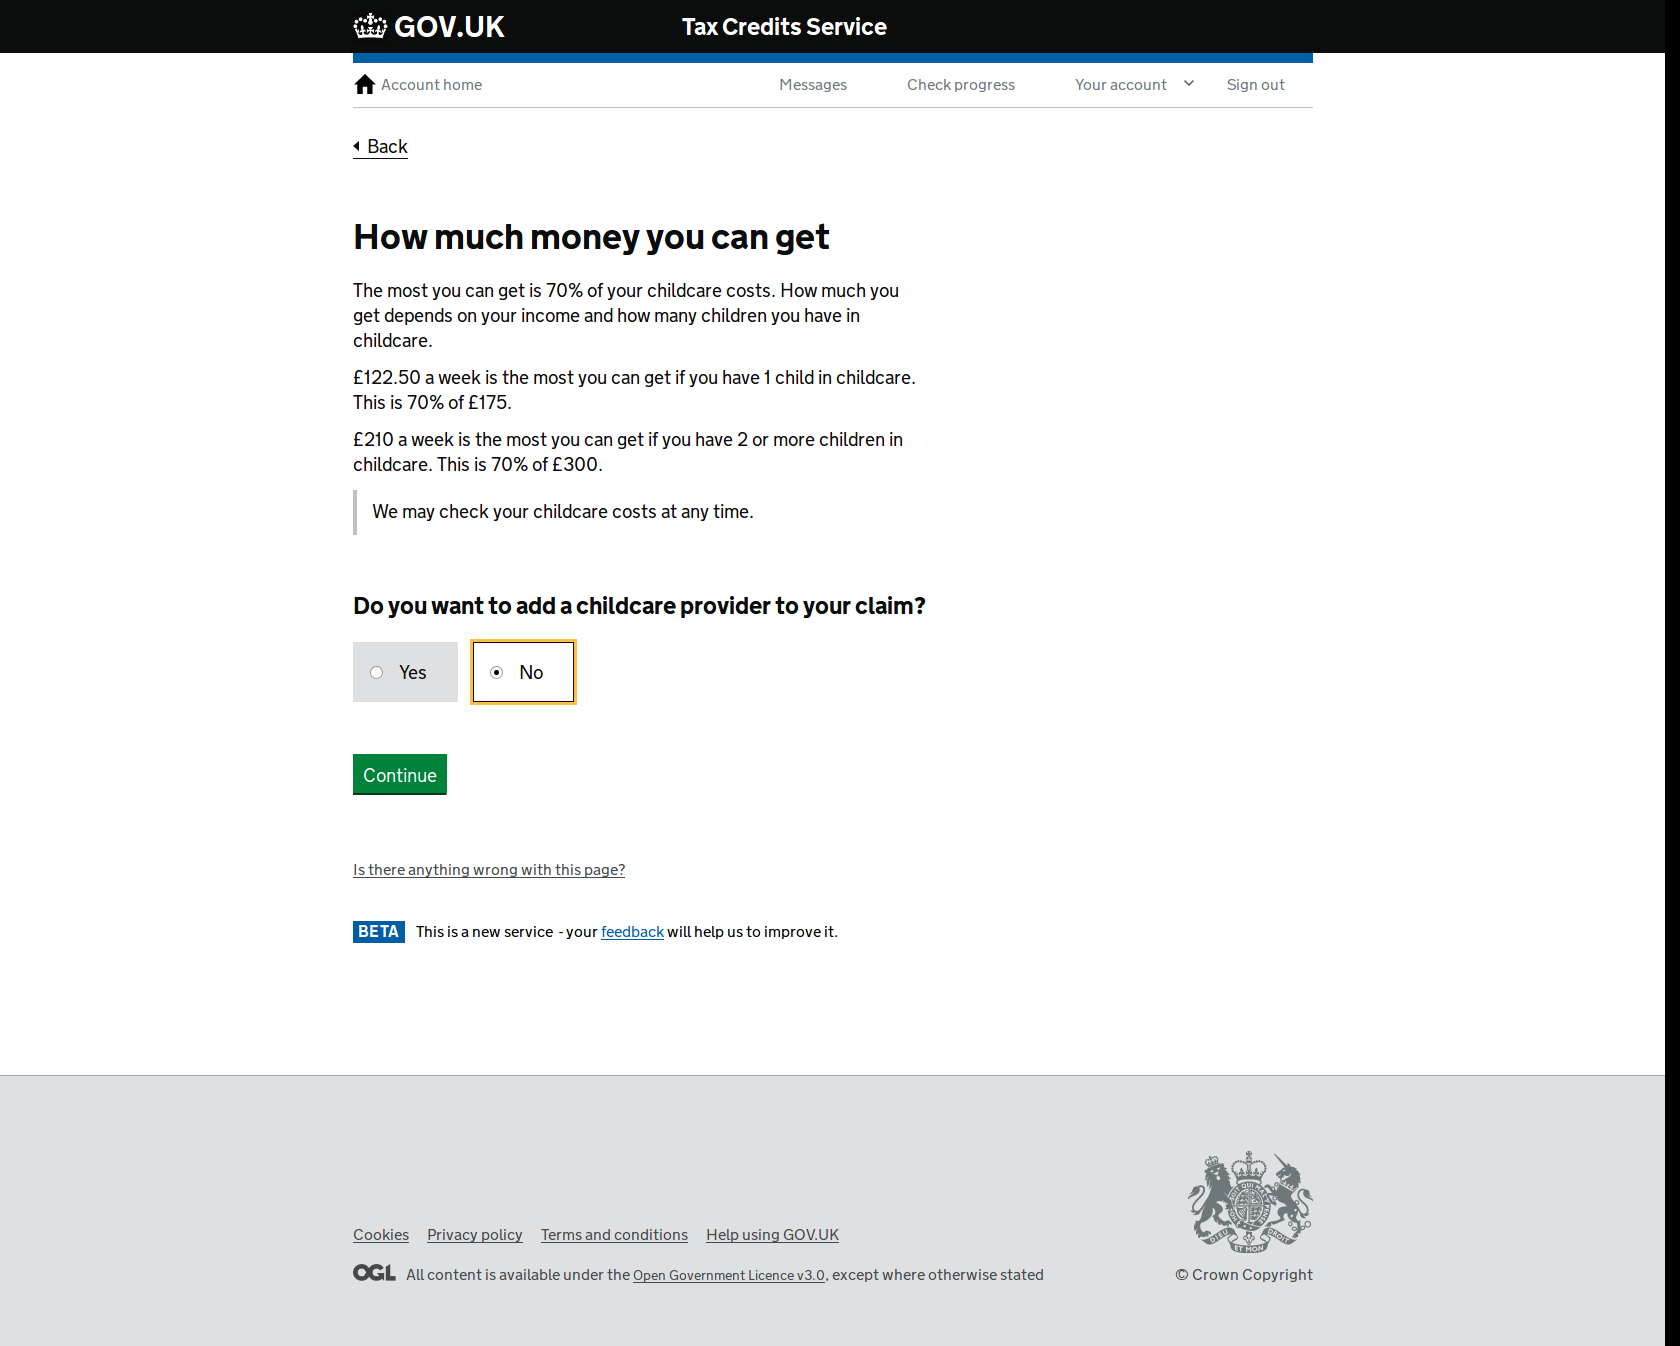 GOV.UK
Tax Credits Service
Account home
Messages
Check progress
Your account
Sign out
Back
How much money you can get
The most you can get is 70% of your childcare costs. How much you
get depends on your income and how many children you have in
childcare.
£122.50 a week is the most you can get if you have 1 child in childcare.
This is 70% of £175.
£210 a week is the most you can get if you have 2 or more children in
childcare. This is 70% of £300.
We may check your childcare costs at any time.
Do you want to add a childcare provider to your claim?
Yes
No
Continue
Is there anything wrong with this page?
BETA This is a new service - your feedback will help us to improve it.
DIEU ET MON DROIT
Cookies Privacy policy Terms and conditions Help using GOV.UK
OGL All content is available under the Open Government Licence v3.0, except where otherwise stated
© Crown Copyright